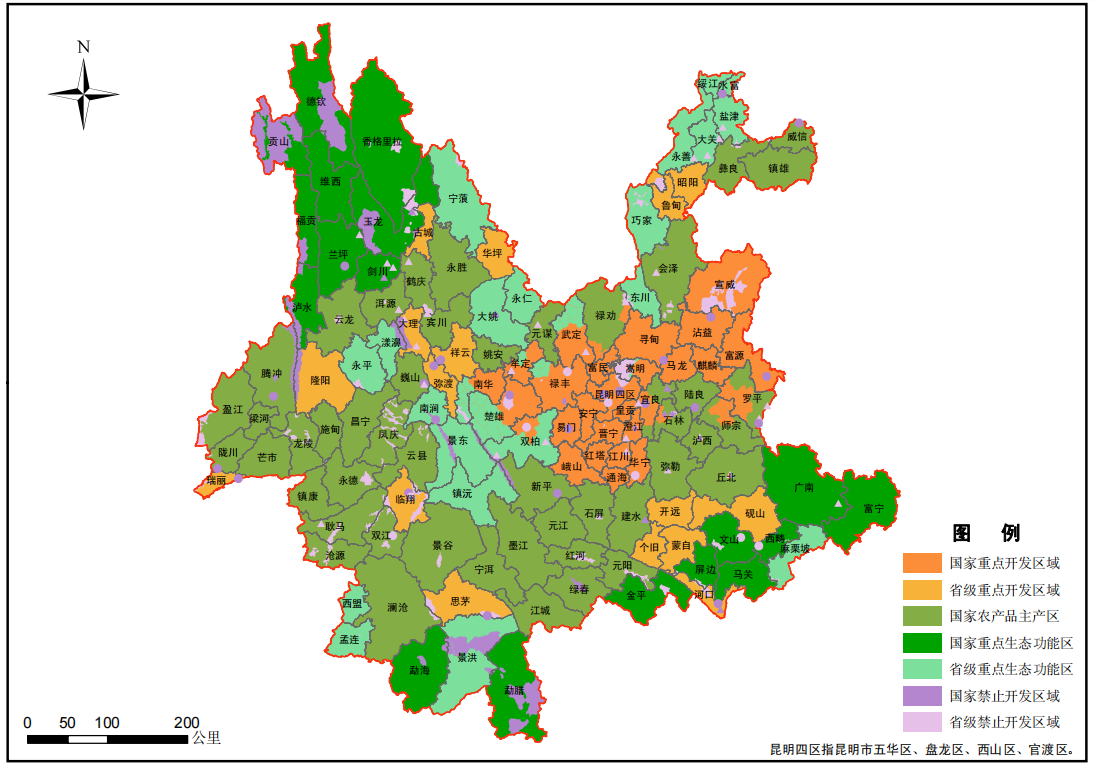 N
绥江
水富
盐津
大关
永善
威信
彝良
镇雄
昭阳
鲁甸
巧家
德钦
贡山
香格里拉
维西
宁蒗
福贡
玉龙
古城
兰坪
华坪
剑川
永胜
鹤庆
会泽
宣威
泸水
洱源
永仁
东川
云龙
大理
宾川
大姚
元谋
武定
禄劝
寻甸
沾益
漾濞
祥云
姚安
牟定
富民
嵩明
马龙
麒麟
富源
永平
腾冲
隆阳
巍山
弥渡
南华
禄丰
昆明四区
宜良
陆良
罗平
盈江
梁河
昌宁
南涧
楚雄
安宁
呈贡
石林
师宗
施甸
凤庆
景东
双柏
易门
晋宁
澄江
泸西
陇川
芒市
龙陵
云县
红塔
江川
华宁
弥勒
峨山
通海
瑞丽
永德
镇康
临翔
镇沅
新平
丘北
广南
富宁
耿马
双江
元江
石屏
建水
开远
砚山
沧源
景谷
墨江
红河
个旧
蒙自
文山
西畴
麻栗坡
宁洱
元阳
屏边
马关
西盟
澜沧
思茅
江城
绿春
金平
河口
孟连
勐海
景洪
勐腊
图 例
国家重点开发区域
省级重点开发区域
国家农产品主产区
国家重点生态功能区
省级重点生态功能区
国家禁止开发区域
省级禁止开发区域
0 50 100 200
公里
昆明四区指昆明市五华区、盘龙区、西山区、官渡区。